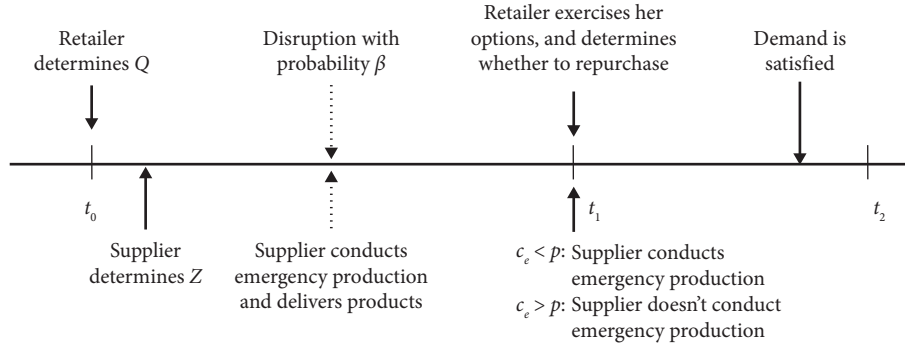 Retailer
determines Q
Disruption with
probability β
Retailer exercises her
options, and determines
whether to repurchase
Demand is
satisfied
t0
t1
t2
Supplier
determines Z
Supplier conducts
emergency production
and delivers products
ce < p: Supplier conducts
emergency production
ce > p: Supplier doesn't conduct
emergency production